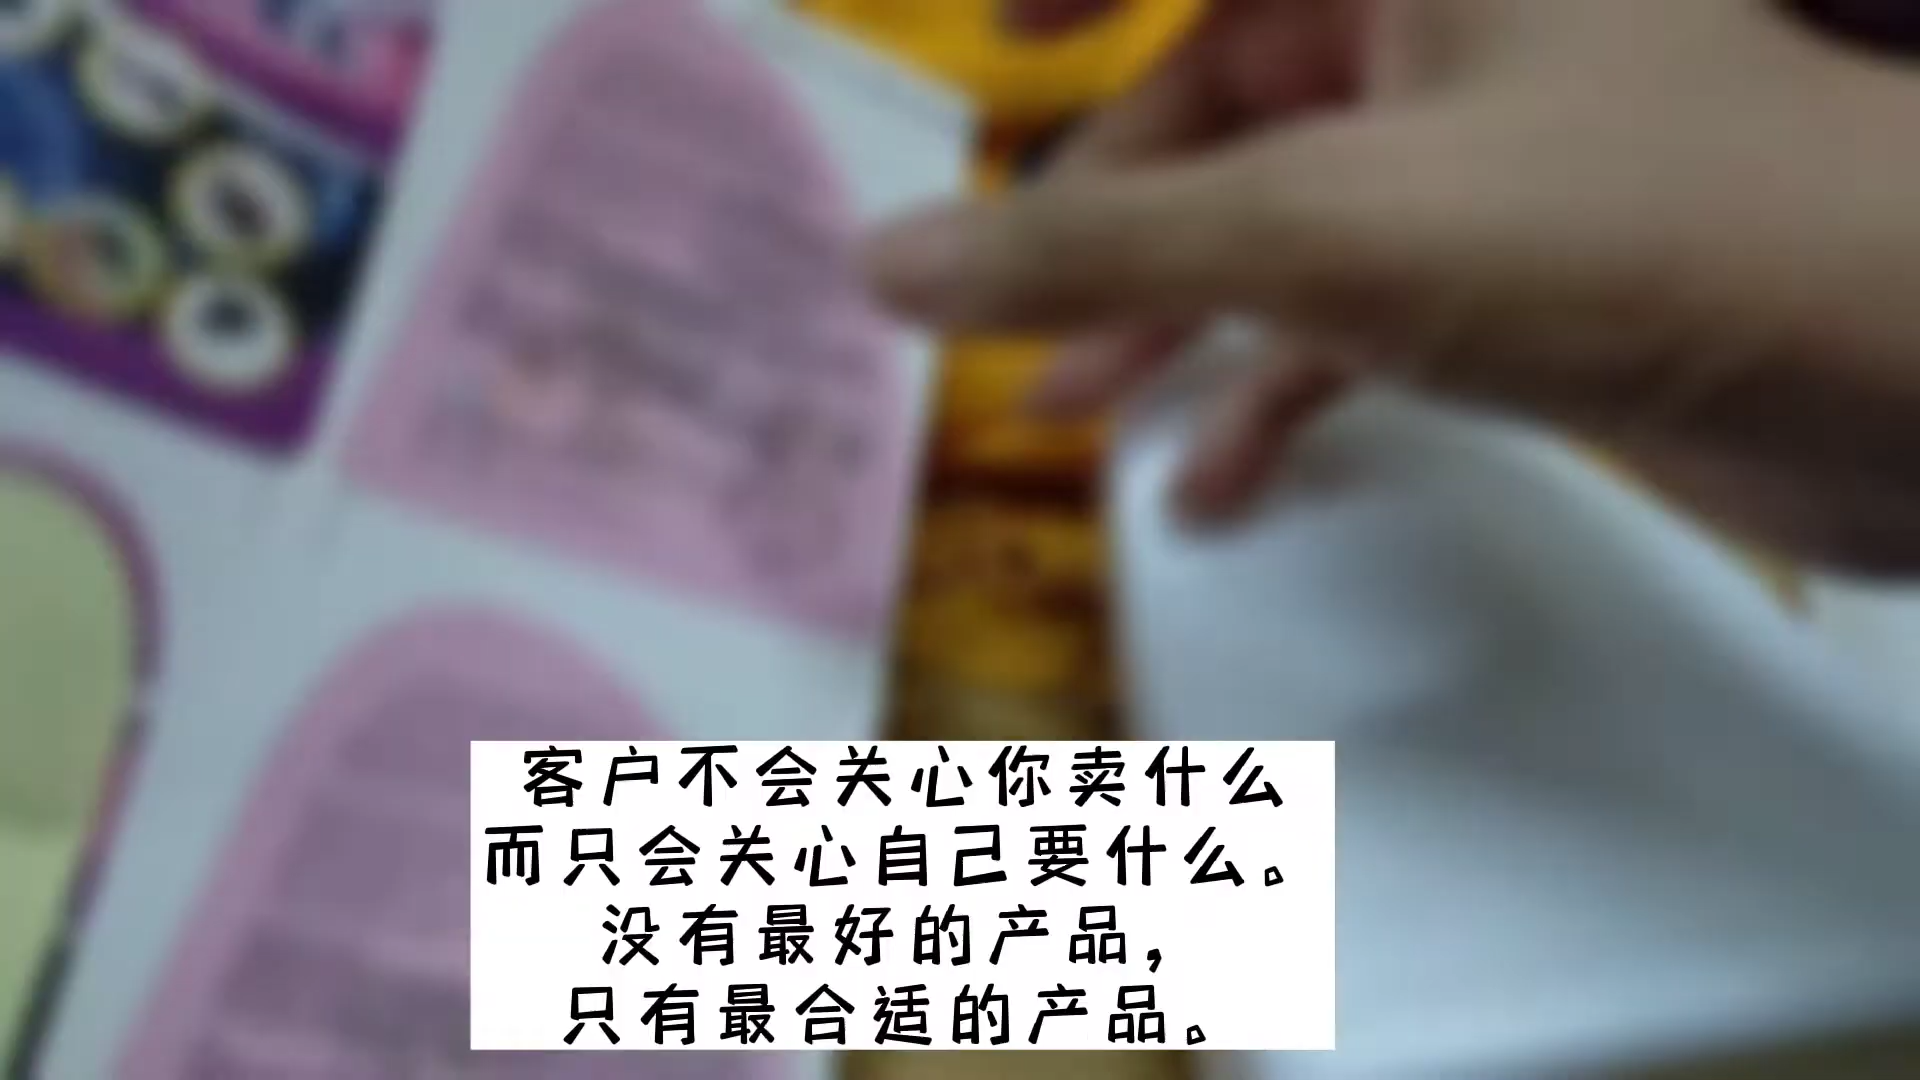 客户不会关心你卖什么
而只会关心自己要什么。
没有最好的产品，
只有最合适的产品。